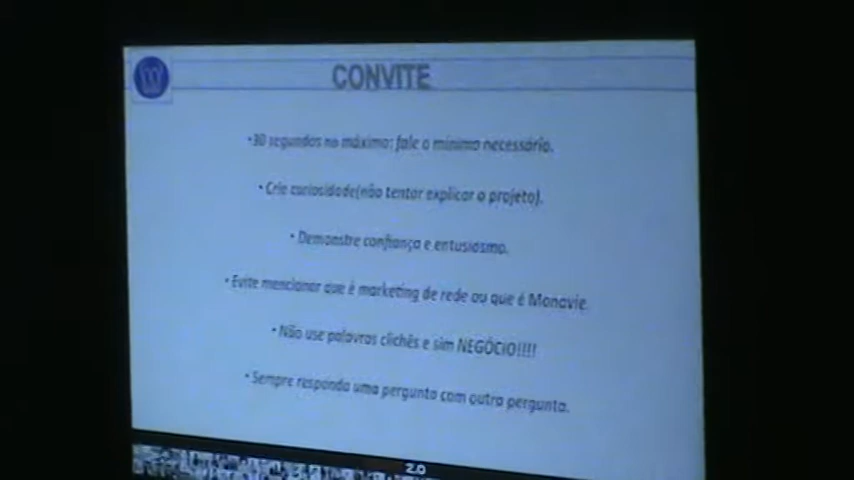 CONVITE
•30 segundos no máximo: fale o mínimo necessário.
• Crie curiosidade(não tentar explicar o projeto).
• Demonstre confiança e entusiasmo.
• Evite mencionar que é marketing de rede ou que é Monavie.
• Não use palavras clichês e sim NEGÓCIO!!!!
• Sempre responda uma pergunta com outra pergunta.
2.0